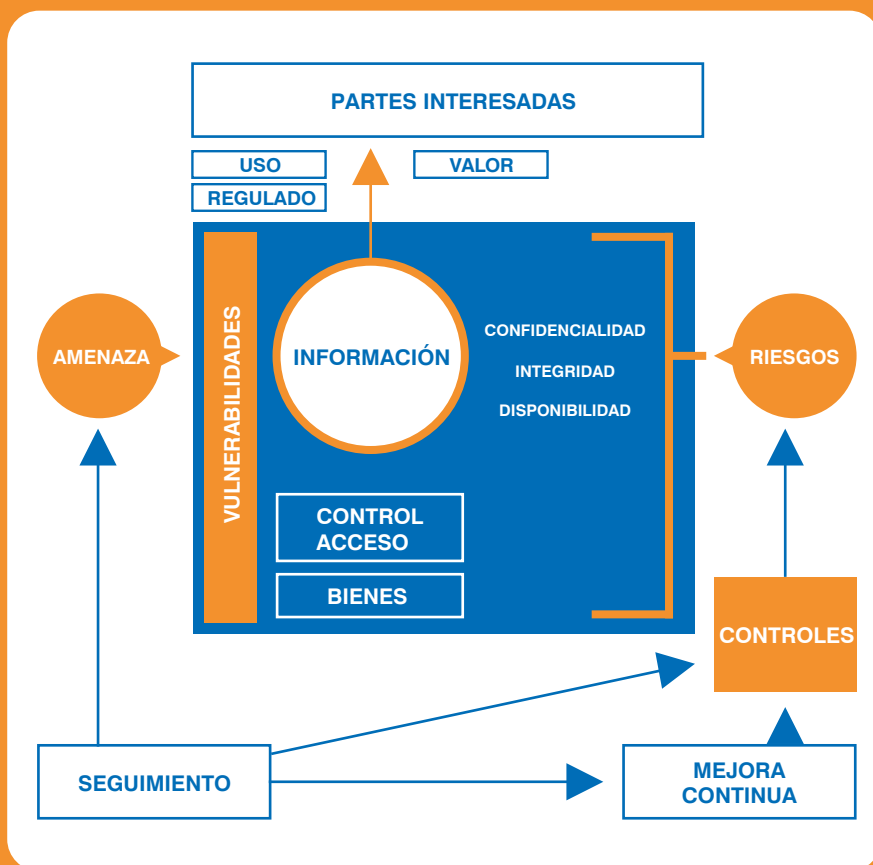 PARTES INTERESADAS
USO
VALOR
REGULADO
AMENAZA
VULNERABILIDADES
INFORMACIÓN
CONFIDENCIALIDAD
INTEGRIDAD
DISPONIBILIDAD
RIESGOS
CONTROL
ACCESO
BIENES
CONTROLES
SEGUIMIENTO
MEJORA
CONTINUA